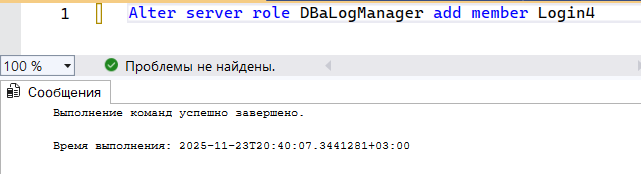 1 Alter server role DBaLogManager add member Login4
100 % Проблемы не найдены.
Сообщения
Выполнение команд успешно завершено.
Время выполнения: 2025-11-23T20:40:07.3441281+03:00